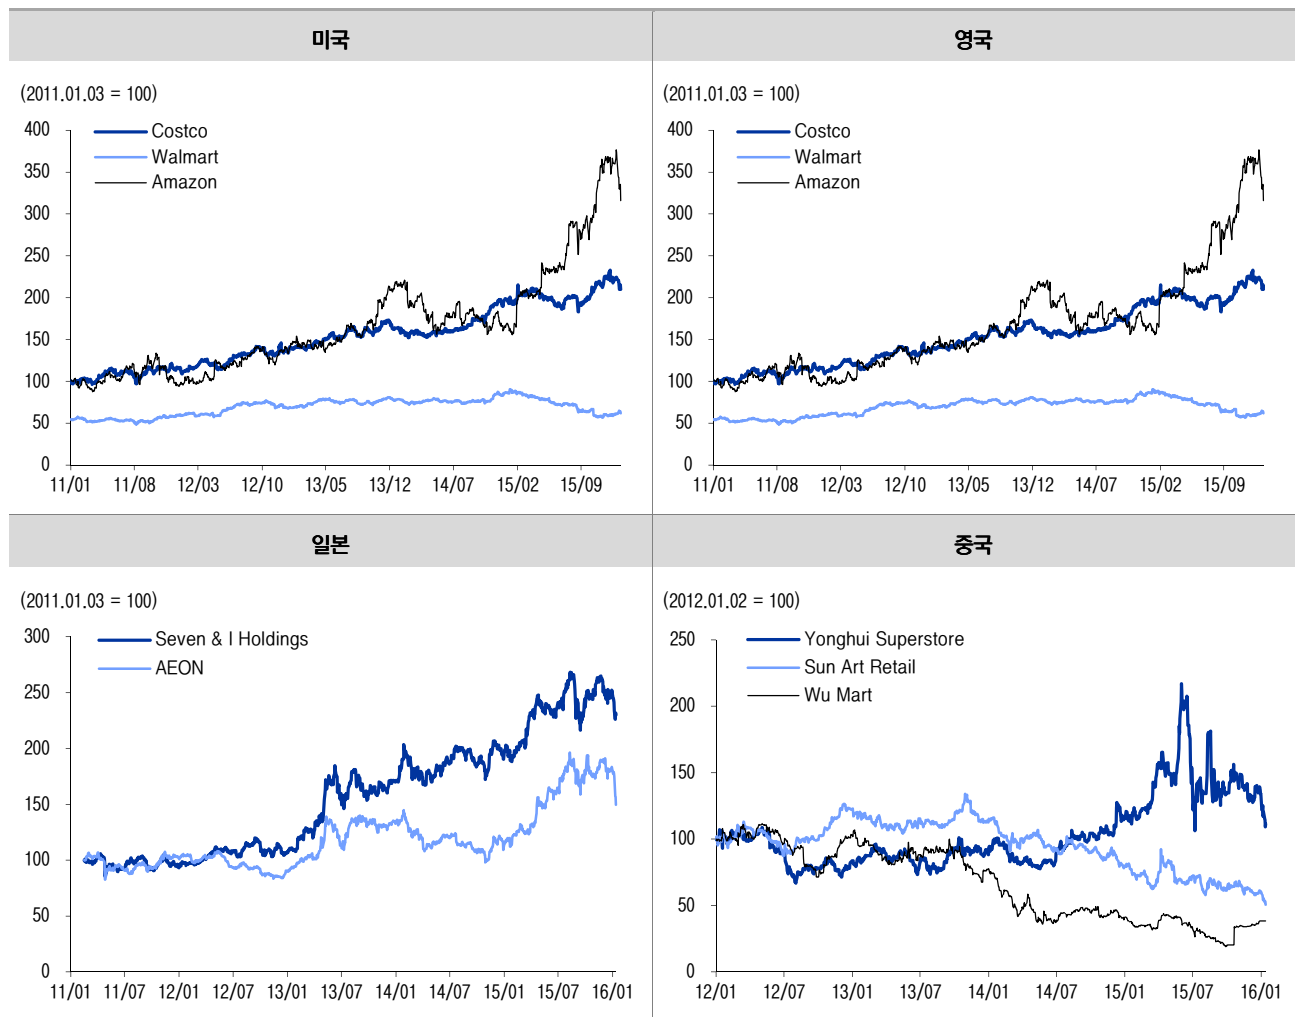 미국
영국
(2011.01.03 = 100)
400
350
300
250
200
150
100
50
0
Costco
Walmart
Amazon
11/01 11/08 12/03 12/10 13/05 13/12 14/07 15/02 15/09
(2011.01.03 = 100)
400
350
300
250
200
150
100
50
0
Costco
Walmart
Amazon
11/01 11/08 12/03 12/10 13/05 13/12 14/07 15/02 15/09
일본
중국
(2011.01.03 = 100)
300
250
200
150
100
50
0
Seven & I Holdings
AEON
11/01 11/07 12/01 12/07 13/01 13/07 14/01 14/07 15/01 15/07 16/01
(2012.01.02 = 100)
250
200
150
100
50
0
Yonghui Superstore
Sun Art Retail
Wu Mart
12/01 12/07 13/01 13/07 14/01 14/07 15/01 15/07 16/01